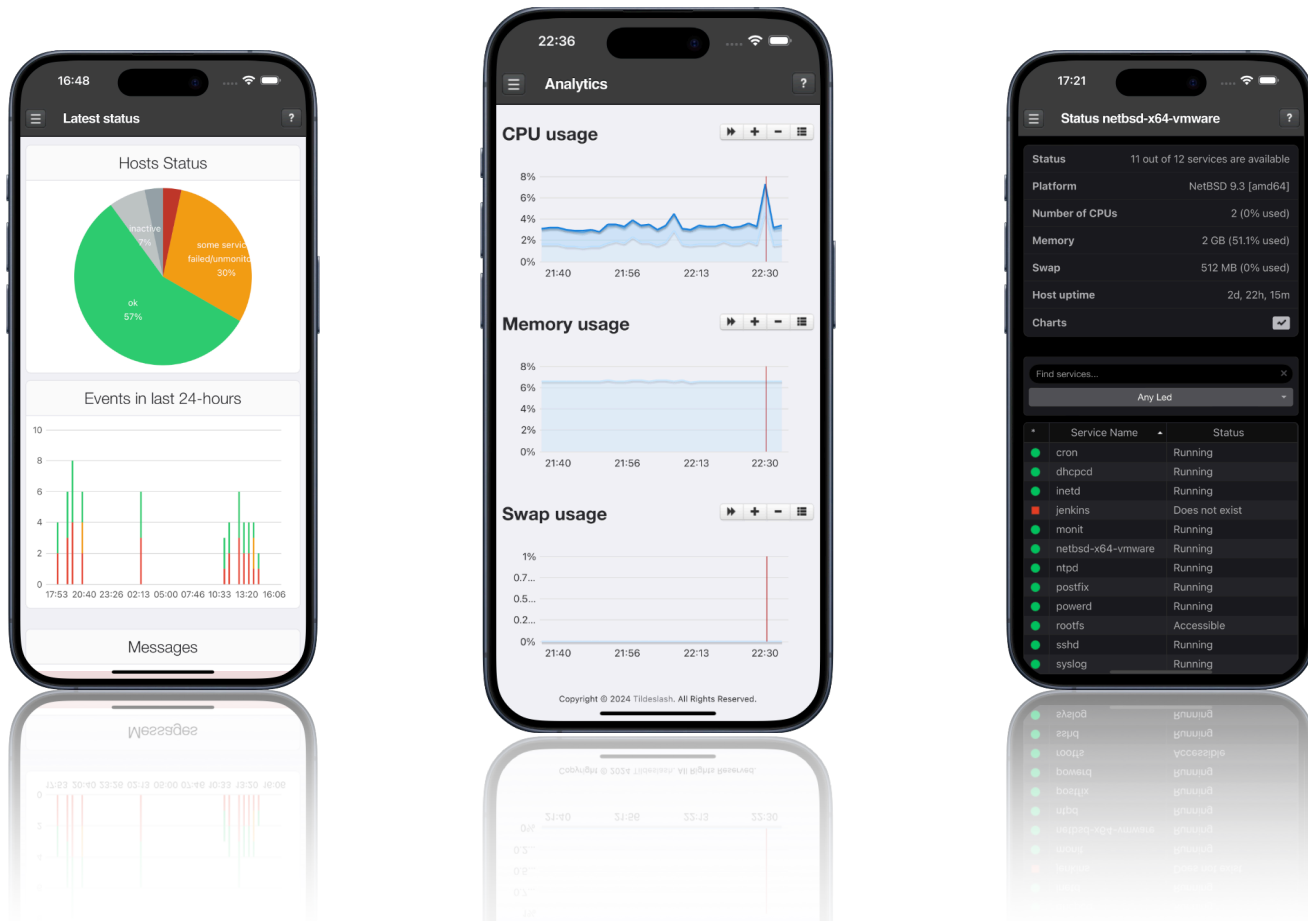 16:48
Latest status
?
Hosts Status
inactive
7%
some servic
failed/unmonito
30%
ok
57%
Events in last 24-hours
10
8
6
4
2
0
17:53 20:40 23:26 02:13 05:00 07:46 10:33 13:20 16:06
Messages
22:36
Analytics
?
CPU usage
8%
6%
4%
2%
0%
21:40 21:56 22:13 22:30
Memory usage
8%
6%
4%
2%
0%
21:40 21:56 22:13 22:30
Swap usage
1%
0.7...
0.5...
0.2...
0%
21:40 21:56 22:13 22:30
Copyright © 2024 Tildeslash. All Rights Reserved.
17:21
Status netbsd-x64-vmware
?
Status 11 out of 12 services are available
Platform NetBSD 9.3 [amd64]
Number of CPUs 2 (0% used)
Memory 2 GB (51.1% used)
Swap 512 MB (0% used)
Host uptime 2d, 22h, 15m
Charts
Find services...
Any Led
* Service Name Status
cron Running
dhcpcd Running
inetd Running
jenkins Does not exist
monit Running
netbsd-x64-vmware Running
ntpd Running
postfix Running
powerd Running
rootfs Accessible
sshd Running
syslog Running